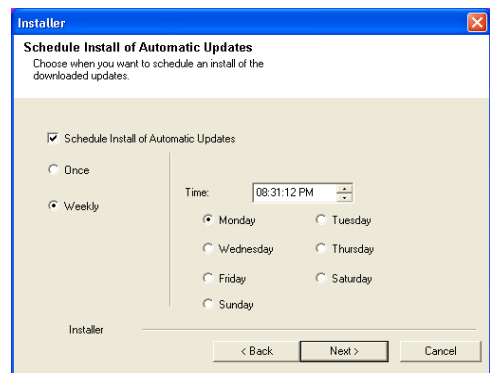 Installer
Schedule Install of Automatic Updates
Choose when you want to schedule an install of the
downloaded updates.
Schedule Install of Automatic Updates
Once
Weekly
Time: 08:31:12 PM
Monday Tuesday
Wednesday Thursday
Friday Saturday
Sunday
Installer
< Back Next > Cancel